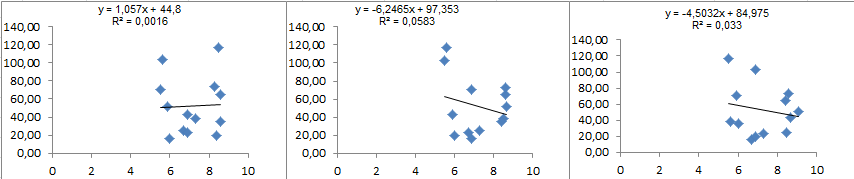 y = 1,057x + 44,8
R² = 0,0016
140,00
120,00
100,00
80,00
60,00
40,00
20,00
0,00
0 2 4 6 8 10
y = -6,2465x + 97,353
R² = 0,0583
140,00
120,00
100,00
80,00
60,00
40,00
20,00
0,00
0 2 4 6 8 10
y = -4,5032x + 84,975
R² = 0,033
140,00
120,00
100,00
80,00
60,00
40,00
20,00
0,00
0 2 4 6 8 10